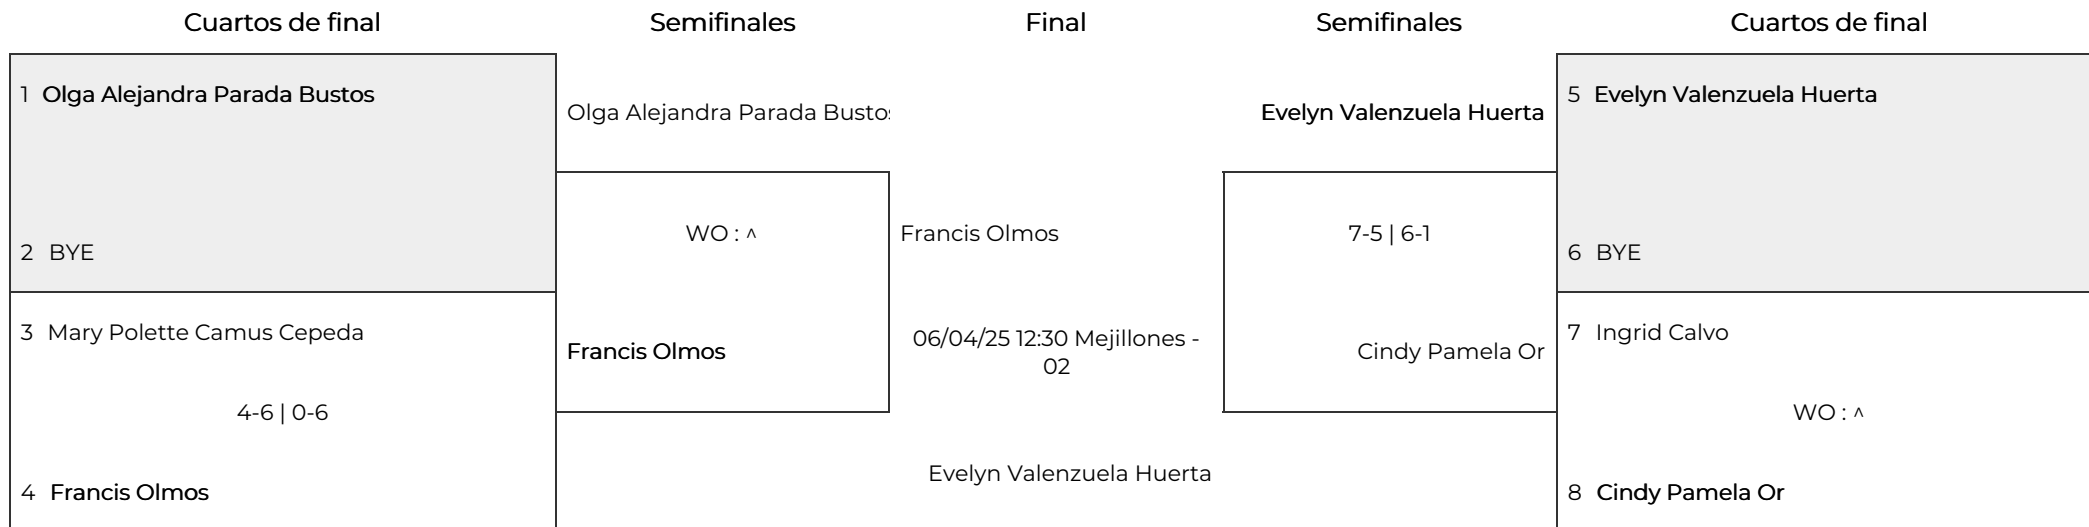 Cuartos de final
Semifinales
Final
Semifinales
Cuartos de final
1 Olga Alejandra Parada Bustos
2 BYE
3 Mary Polette Camus Cepeda
4-6 | 0-6
4 Francis Olmos
Olga Alejandra Parada Bustos
WO : ^
Francis Olmos
Francis Olmos
06/04/25 12:30 Mejillones -
02
Evelyn Valenzuela Huerta
Evelyn Valenzuela Huerta
7-5 | 6-1
Cindy Pamela Or
5 Evelyn Valenzuela Huerta
6 BYE
7 Ingrid Calvo
WO : ^
8 Cindy Pamela Or